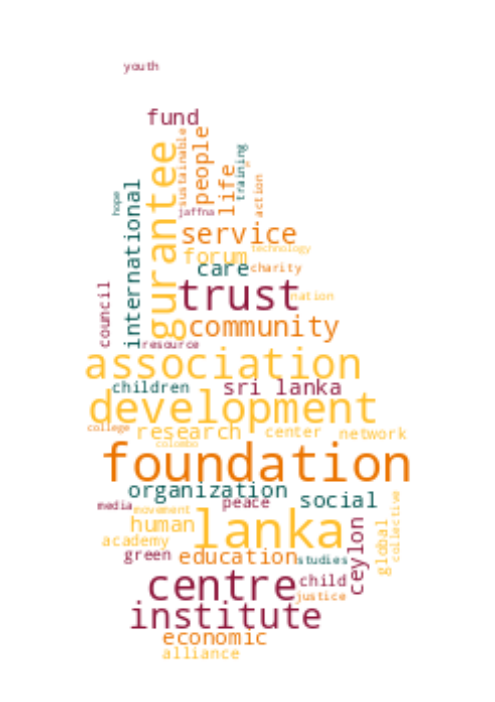 youth
fund
gurantee
sustainable
people
life
training
action
hope
international
jaffna
service
technology
forum
care
charity
trust
nation
council
community
resource
association
children
sri lanka
development
college
research
center
network
colombo
foundation
organization
media
peace
social
movement
human
lanka
academy
green
education
studies
ceylon
global
collective
centre
child
justice
institute
economic
alliance